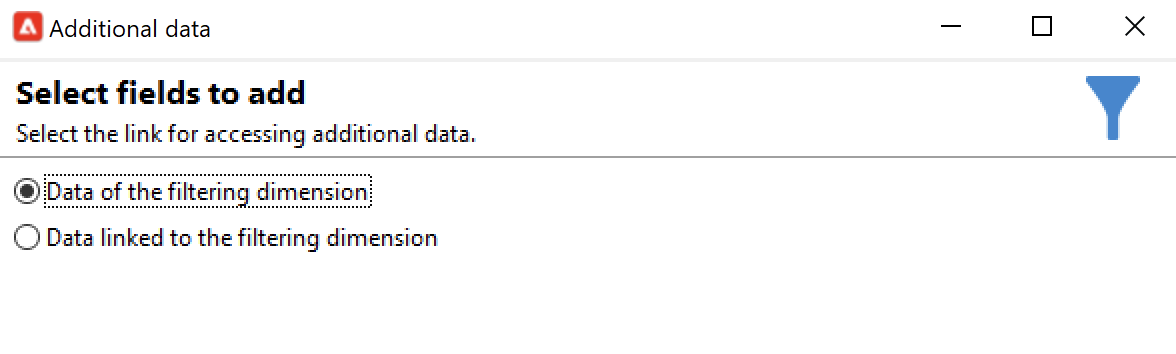 Additional data
Select fields to add
Select the link for accessing additional data.
Data of the filtering dimension
Data linked to the filtering dimension